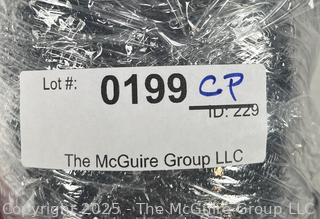 Lot #: 0199 CP
ID: 229
The McGuire Group LLC
Copyright 2025 - The McGuire Group LLC